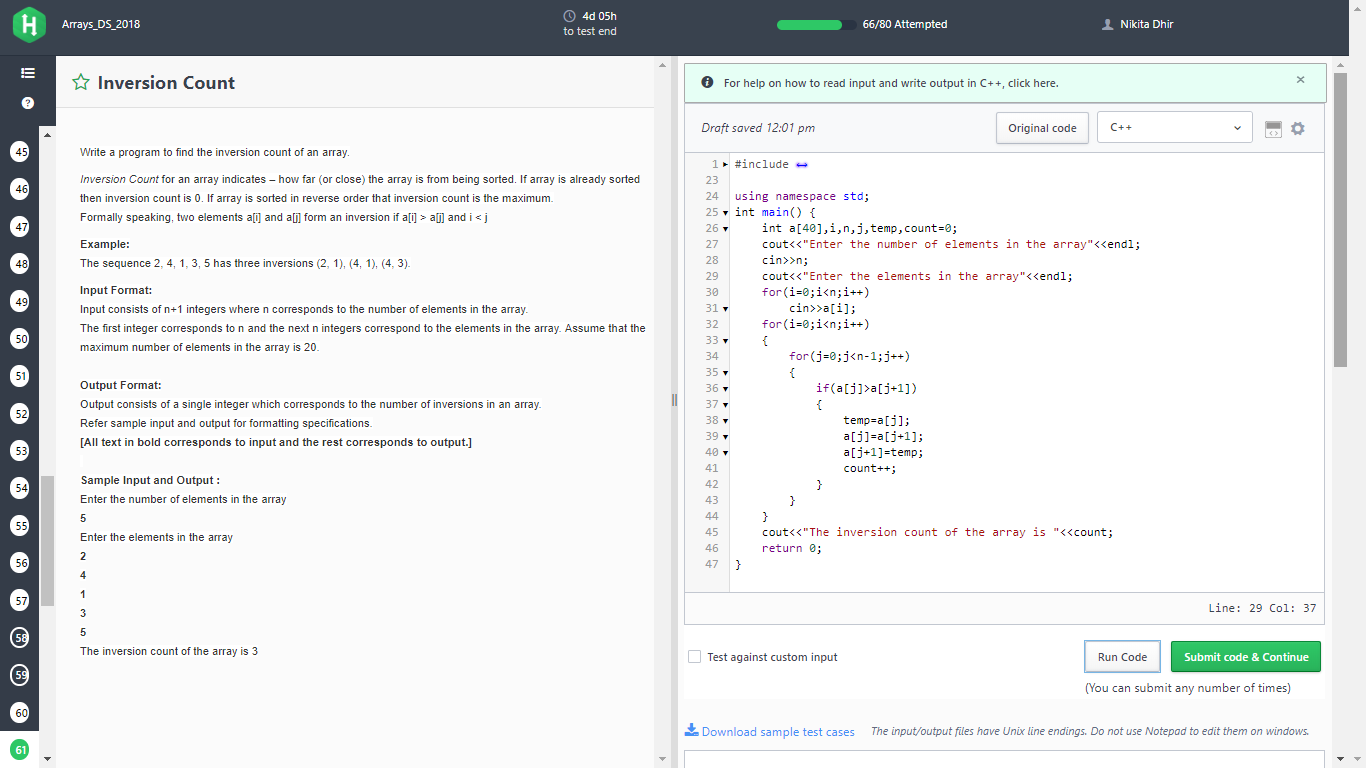 Arrays_DS_2018
4d 05h
to test end
66/80 Attempted
Nikita Dhir
Inversion Count
45
46
47
48
49
50
51
52
53
54
55
56
57
58
59
60
61
Write a program to find the inversion count of an array.
Inversion Count for an array indicates – how far (or close) the array is from being sorted. If array is already sorted
then inversion count is 0. If array is sorted in reverse order that inversion count is the maximum.
Formally speaking, two elements a[i] and a[j] form an inversion if a[i] > a[j] and i < j
Example:
The sequence 2, 4, 1, 3, 5 has three inversions (2, 1), (4, 1), (4, 3).
Input Format:
Input consists of n+1 integers where n corresponds to the number of elements in the array.
The first integer corresponds to n and the next n integers correspond to the elements in the array. Assume that the
maximum number of elements in the array is 20.
Output Format:
Output consists of a single integer which corresponds to the number of inversions in an array.
Refer sample input and output for formatting specifications.
[All text in bold corresponds to input and the rest corresponds to output.]
Sample Input and Output :
Enter the number of elements in the array
5
Enter the elements in the array
2
4
1
3
5
The inversion count of the array is 3
For help on how to read input and write output in C++, click here.
Draft saved 12:01 pm
Original code
C++
1 #include
23
24 using namespace std;
25 int main() {
26 int a[40],i,n,j,temp,count=0;
27 cout<<"Enter the number of elements in the array"<<endl;
28 cin>>n;
29 cout<<"Enter the elements in the array"<<endl;
30 for(i=0;i<n;i++)
31 cin>>a[i];
32 for(i=0;i<n;i++)
33 {
34 for(j=0;j<n-1;j++)
35 {
36 if(a[j]>a[j+1])
37 {
38 temp=a[j];
39 a[j]=a[j+1];
40 a[j+1]=temp;
41 count++;
42 }
43 }
44 }
45 cout<<"The inversion count of the array is "<<count;
46 return 0;
47 }
Line: 29 Col: 37
Test against custom input
Run Code
Submit code & Continue
(You can submit any number of times)
Download sample test cases
The input/output files have Unix line endings. Do not use Notepad to edit them on windows.